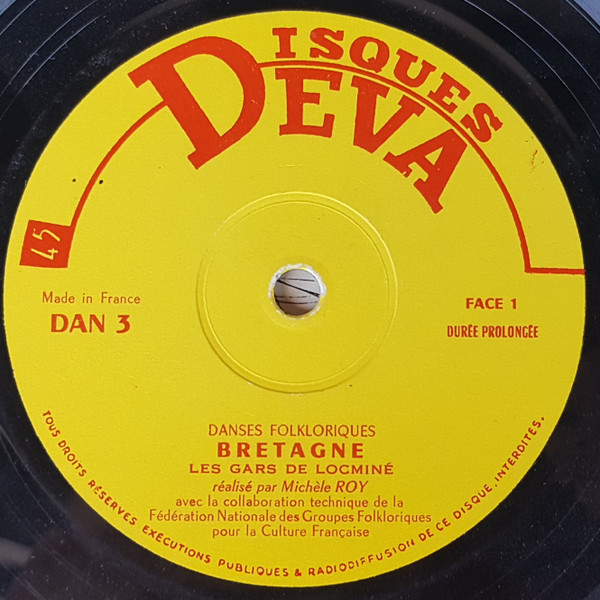 DISQUES
DEVA
45
Made in France
DAN 3
FACE 1
DURÉE PROLONGÉE
DANSES FOLKLORIQUES
BRETAGNE
LES GARS DE LOCMINÉ
réalisé par Michèle ROY
avec la collaboration technique de la
Fédération Nationale des Groupes Folkloriques
pour la Culture Française
TOUS DROITS RÉSERVÉS EXÉCUTIONS PUBLIQUES & RADIODIFFUSION DE CE DISQUE INTERDITES.